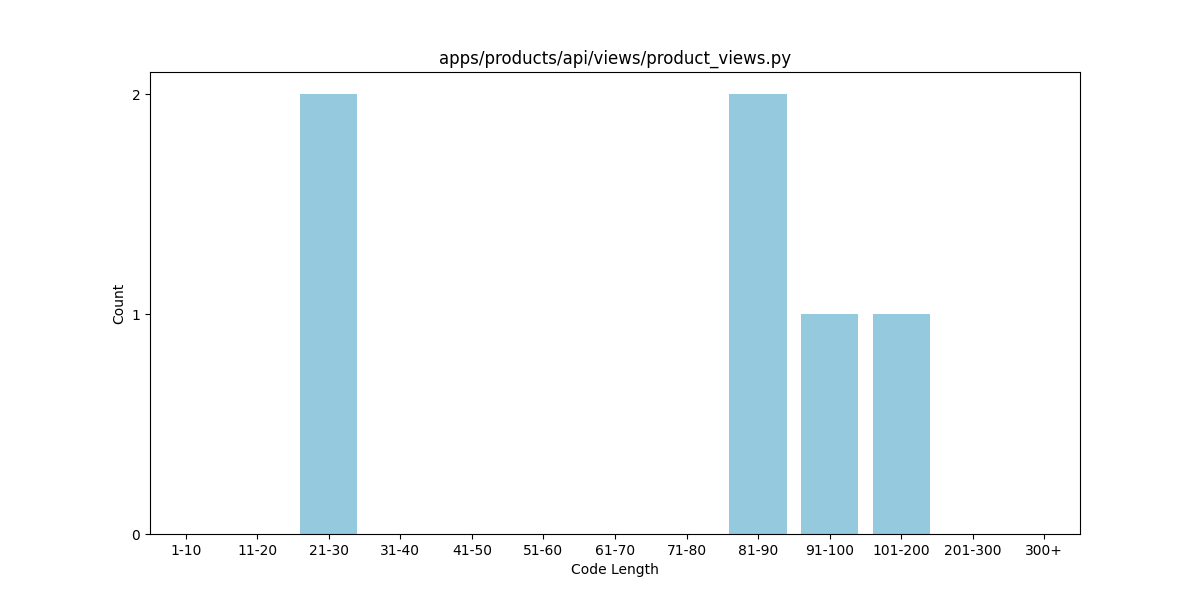 apps/products/api/views/product_views.py
2
1
0
Count
1-10 11-20 21-30 31-40 41-50 51-60 61-70 71-80 81-90 91-100 101-200 201-300 300+
Code Length